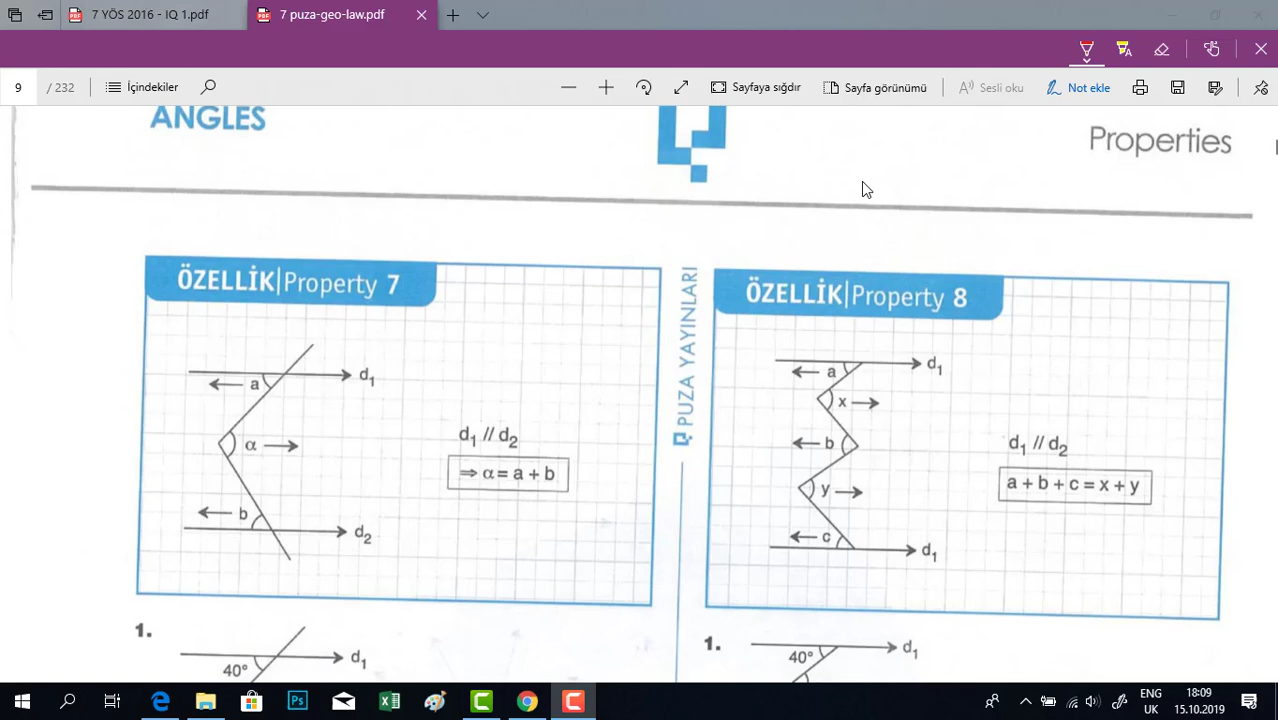 7 YÖS 2016 - IQ 1.pdf
7 puza-geo-law.pdf
9 / 232
İçindekiler
Sayfaya sığdır
Sayfa görünümü
Sesli oku
Not ekle
ANGLES
Properties
ÖZELLİK|Property 7
a
d1
α
b
d2
d1 // d2
⇒ α = a + b
PUZA YAYINLARI
ÖZELLİK|Property 8
a
d1
x
b
y
c
d1
d1 // d2
a + b + c = x + y
1.
40°
d1
1.
40°
d1
ENG
UK
18:09
15.10.2019